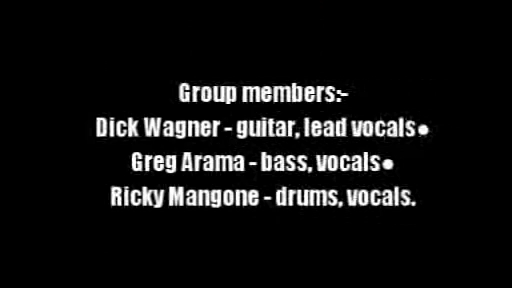 Group members:-
Dick Wagner - guitar, lead vocals●
Greg Arama - bass, vocals●
Ricky Mangone - drums, vocals.